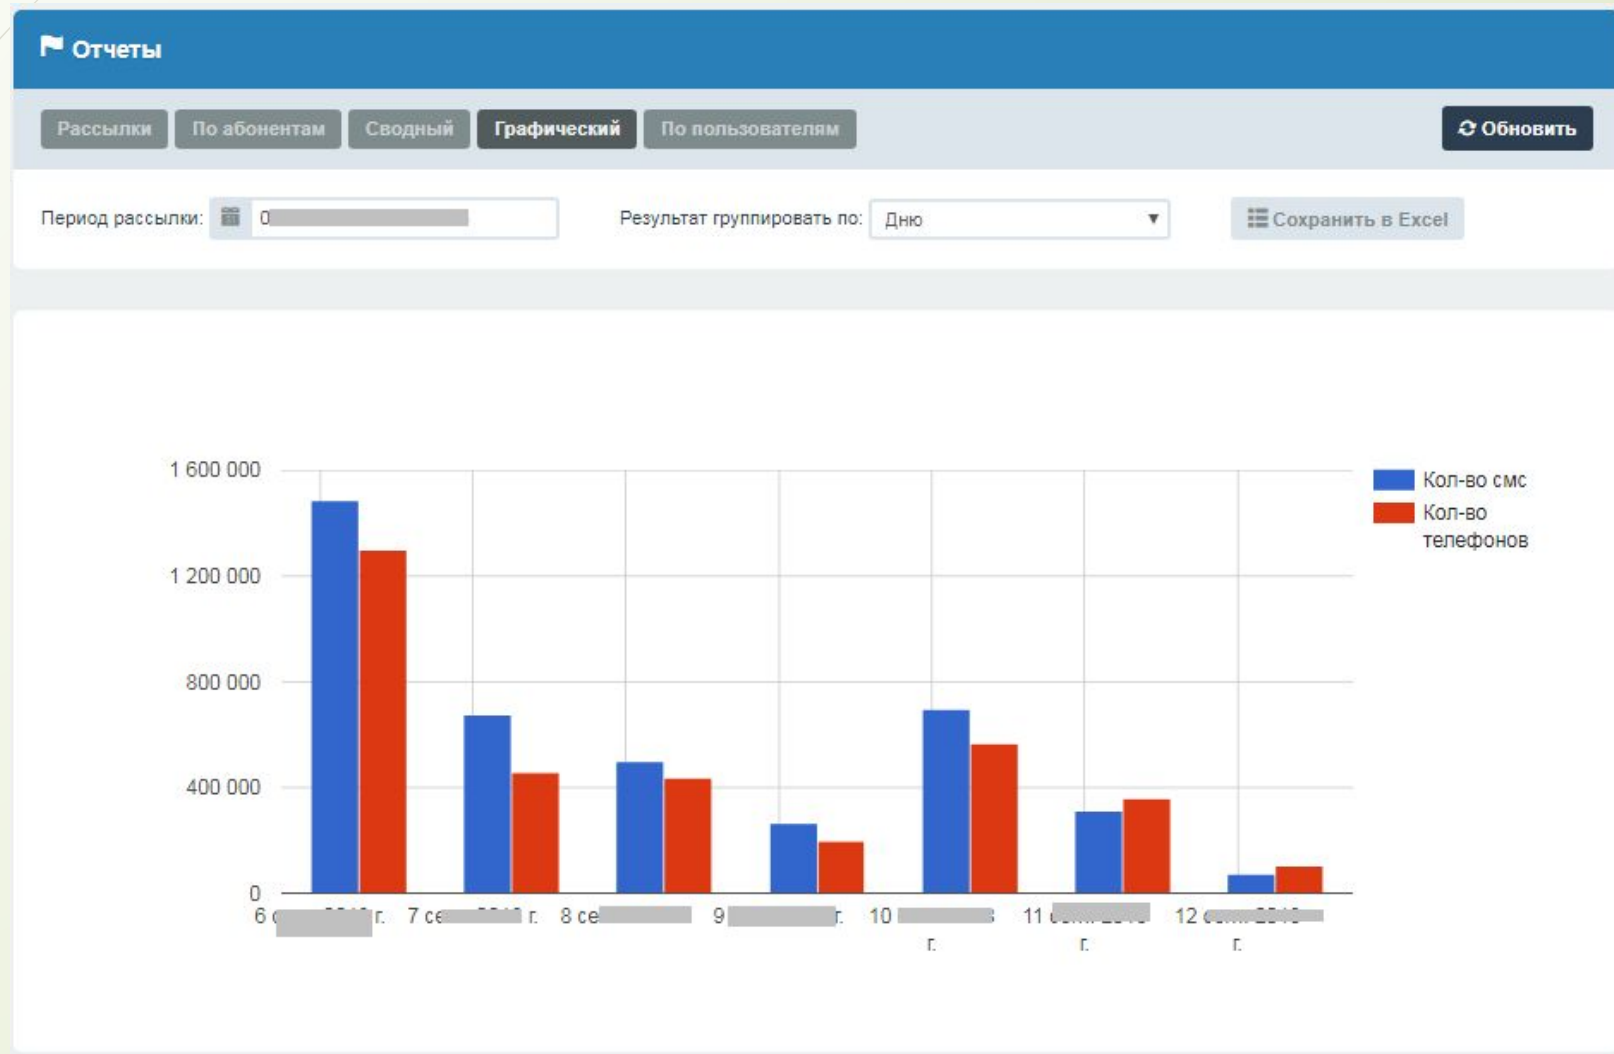 Отчеты
Рассылки По абонентам Сводный Графический По пользователям Обновить
Период рассылки: 0 Результат группировать по: Дню Сохранить в Excel
1 600 000
Кол-во смс
Кол-во
телефонов
1 200 000
800 000
400 000
0
6 г. 7 г. 8 9 г. 10 11 12
г. г. г.